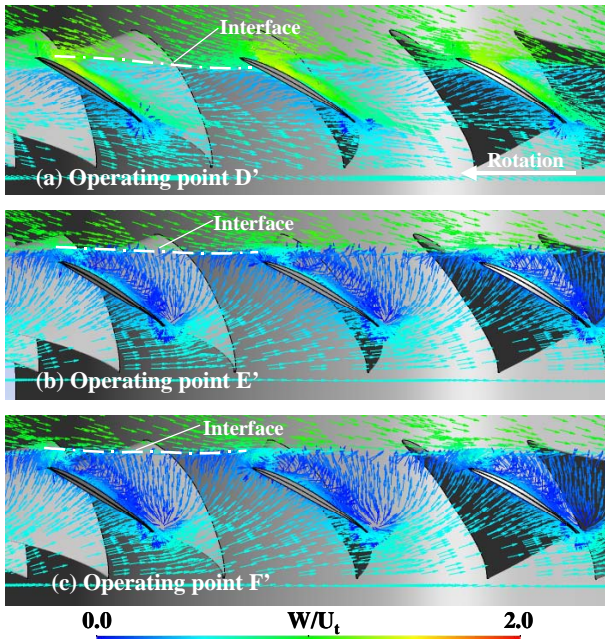 Interface
Rotation
(a) Operating point D’
Interface
(b) Operating point E’
Interface
(c) Operating point F’
0.0 W/Uₜ 2.0